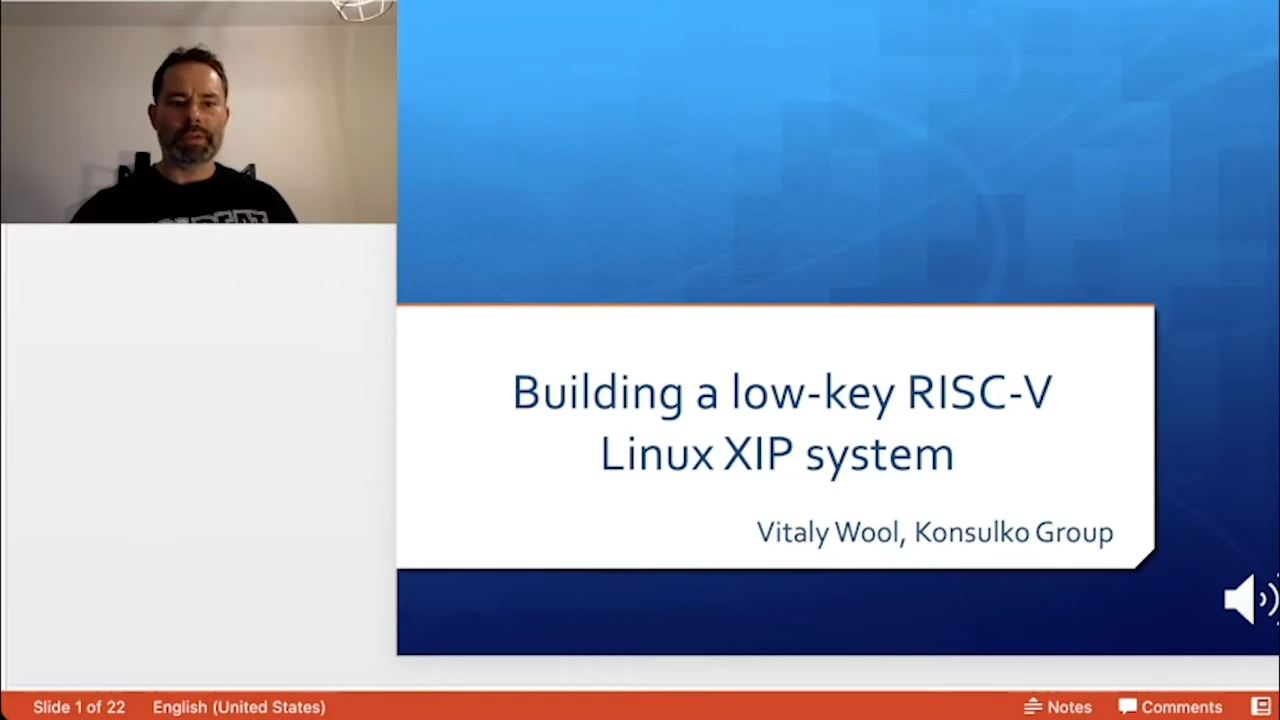 Building a low-key RISC-V
Linux XIP system
Vitaly Wool, Konsulko Group
Slide 1 of 22
English (United States)
Notes
Comments